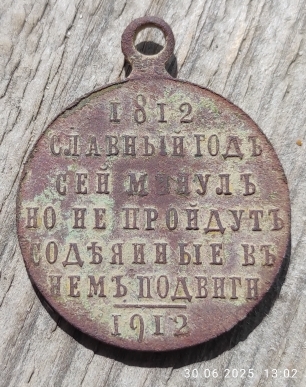 1812
СЛАВНЫЙ ГОДЪ
СЕЙ МИНУЛЪ
НО НЕ ПРОЙДУТЪ
СОДѢЯННЫЕ ВЪ
НЕМЪ ПОДВИГИ
1912
30.06.2025 13:02